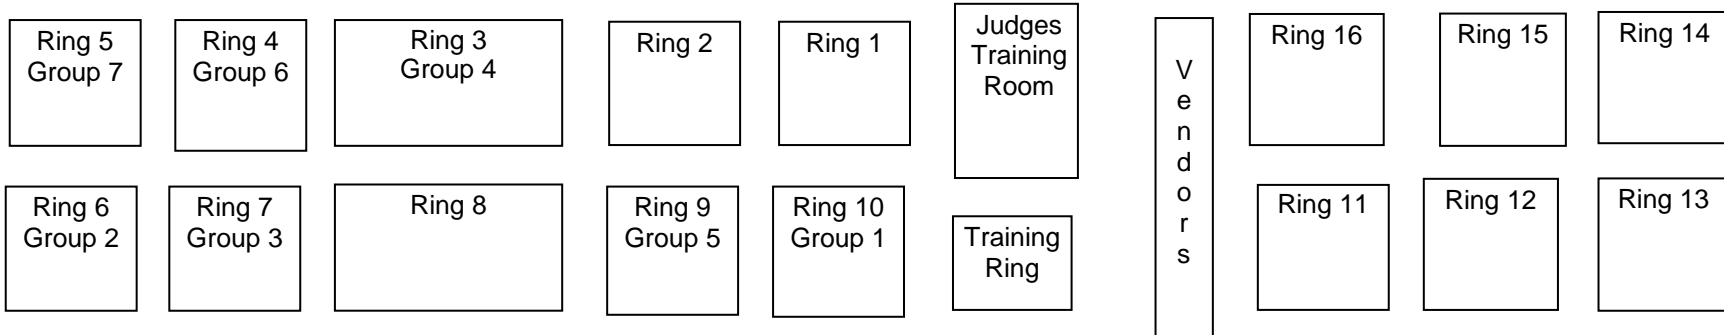 Ring 5
Group 7
Ring 4
Group 6
Ring 3
Group 4
Ring 2
Ring 1
Judges
Training
Room
Vendors
Ring 16
Ring 15
Ring 14
Ring 6
Group 2
Ring 7
Group 3
Ring 8
Ring 9
Group 5
Ring 10
Group 1
Training
Ring
Ring 11
Ring 12
Ring 13